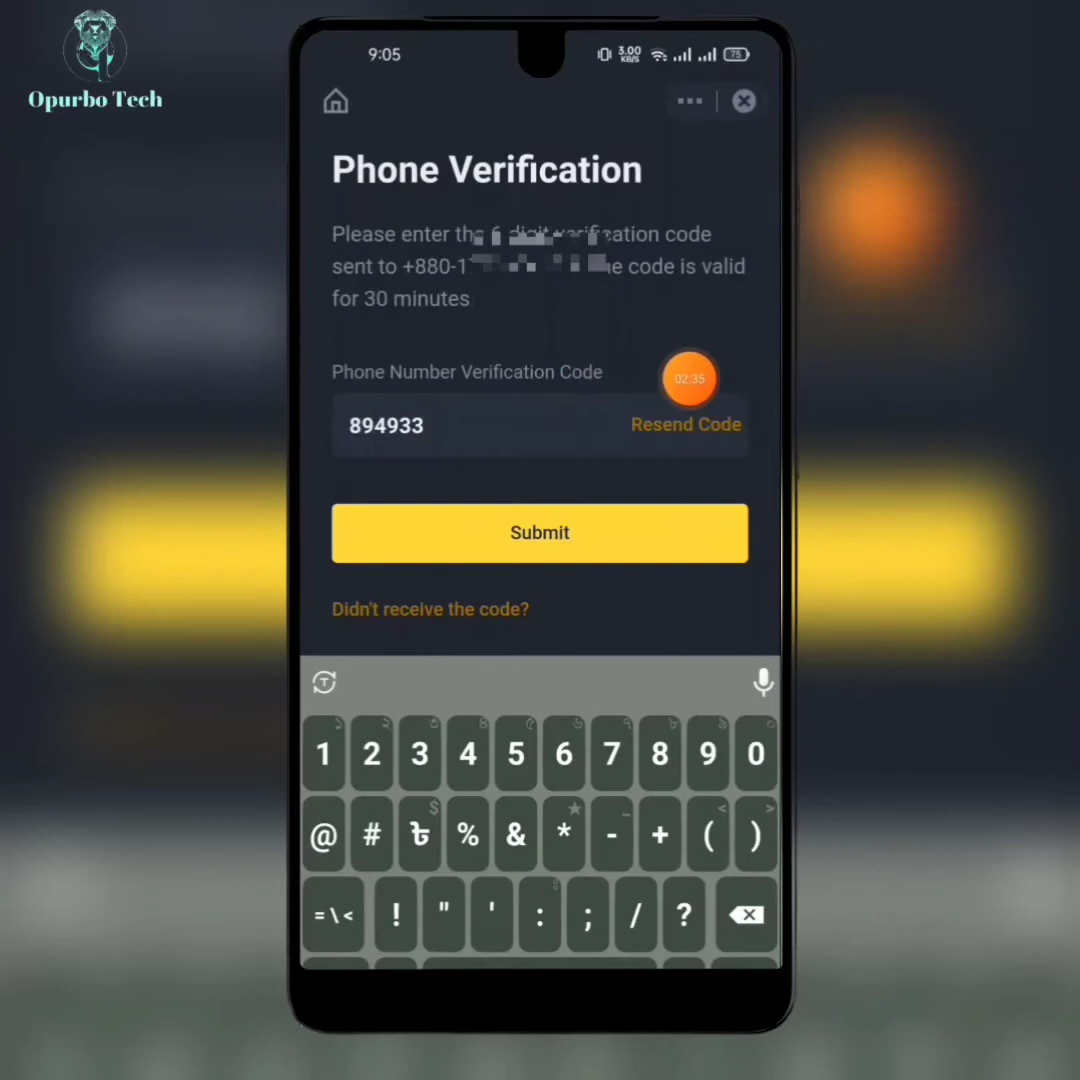 Opurbo Tech
9:05
3.00
KB/S
75
Phone Verification
Please enter the 6 digit verification code
sent to +880-1 code is valid
for 30 minutes
Phone Number Verification Code
02:35
894933
Resend Code
Submit
Didn't receive the code?
T
1 2 3 4 5 6 7 8 9 0
@ # ৳ % & * - + ( )
=\< ! " ' : ; / ?